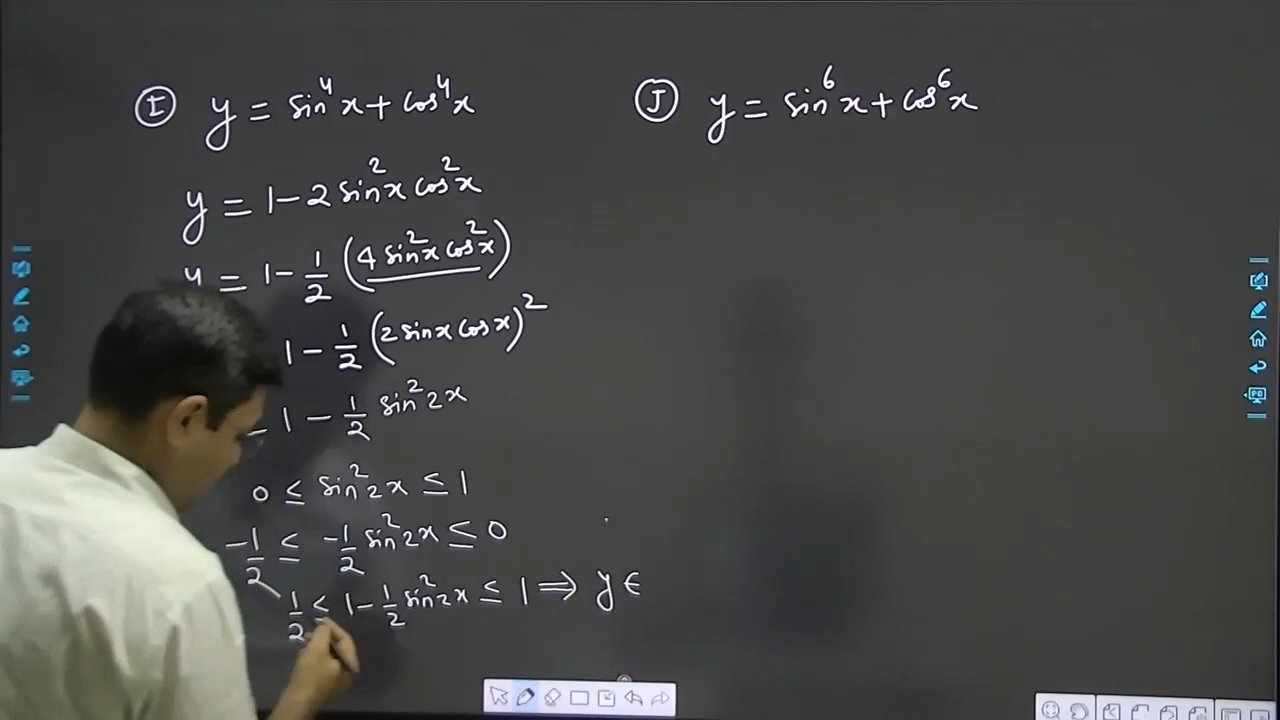 I y = sin⁴x + cos⁴x
y = 1 - 2 sin²x cos²x
y = 1 - 1/2 (4 sin²x cos²x)
1 - 1/2 (2 sinx cosx)²
= 1 - 1/2 sin²2x
0 ≤ sin²2x ≤ 1
-1/2 ≤ -1/2 sin²2x ≤ 0
1/2 ≤ 1 - 1/2 sin²2x ≤ 1 ⇒ y ∈
J y = sin⁶x + cos⁶x